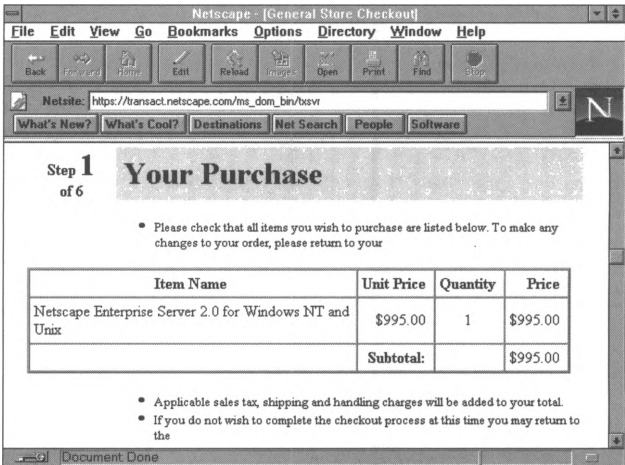 Netscape - [General Store Checkout]
File Edit View Go Bookmarks Options Directory Window Help
Back Forward Home Edit Reload Images Open Print Find Stop
Netsite: https://transact.netscape.com/ms_dom_bin/txsvr
N
What's New? What's Cool? Destinations Net Search People Software
Step 1
of 6
Your Purchase
• Please check that all items you wish to purchase are listed below. To make any
changes to your order, please return to your .
Item Name Unit Price Quantity Price
Netscape Enterprise Server 2.0 for Windows NT and
Unix
$995.00 1 $995.00
Subtotal: $995.00
• Applicable sales tax, shipping and handling charges will be added to your total.
• If you do not wish to complete the checkout process at this time you may return to
the
Document Done